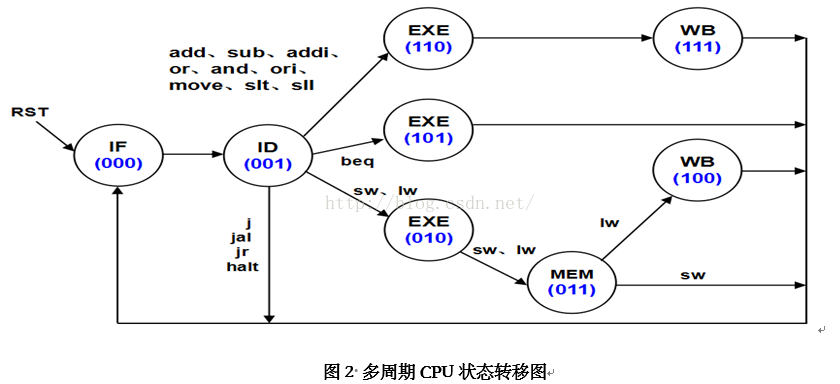 add、sub、addi、
or、and、ori、
move、slt、sll
EXE
(110)
WB
(111)
RST
IF
(000)
ID
(001)
EXE
(101)
beq
sw、lw
WB
(100)
http://blog.csdn.net/
EXE
(010)
j
jal
jr
halt
sw、lw
lw
MEM
(011)
sw
图 2 多周期 CPU 状态转移图